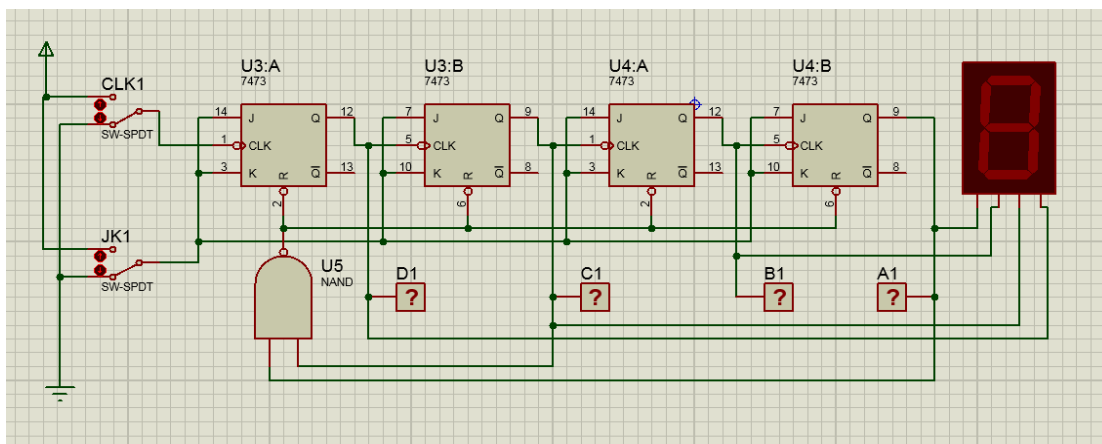 CLK1
SW-SPDT
JK1
SW-SPDT
U3:A
7473
14 J Q 12
1 CLK
3 K Q 13
R
2
U3:B
7473
7 J Q 9
5 CLK
10 K Q 8
R
6
U4:A
7473
14 J Q 12
1 CLK
3 K Q 13
R
2
U4:B
7473
7 J Q 9
5 CLK
10 K Q 8
R
6
U5
NAND
D1
?
C1
?
B1
?
A1
?